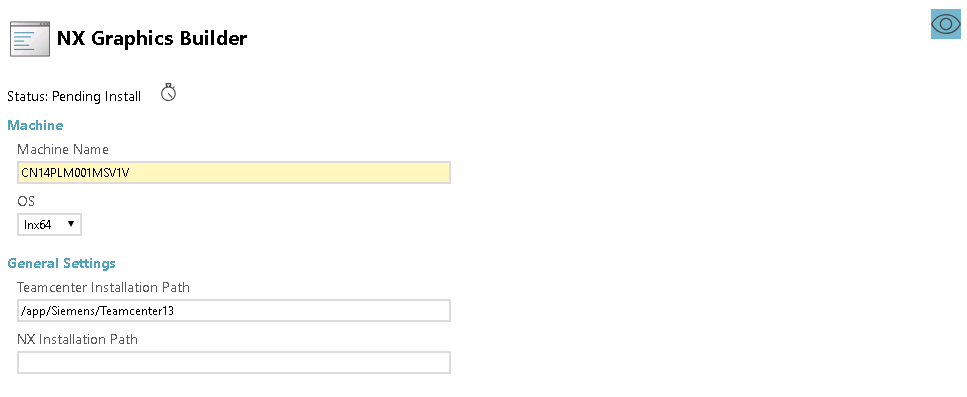 NX Graphics Builder
Status: Pending Install
Machine
Machine Name
CN14PLM001MSV1V
OS
lnx64
General Settings
Teamcenter Installation Path
/app/Siemens/Teamcenter13
NX Installation Path